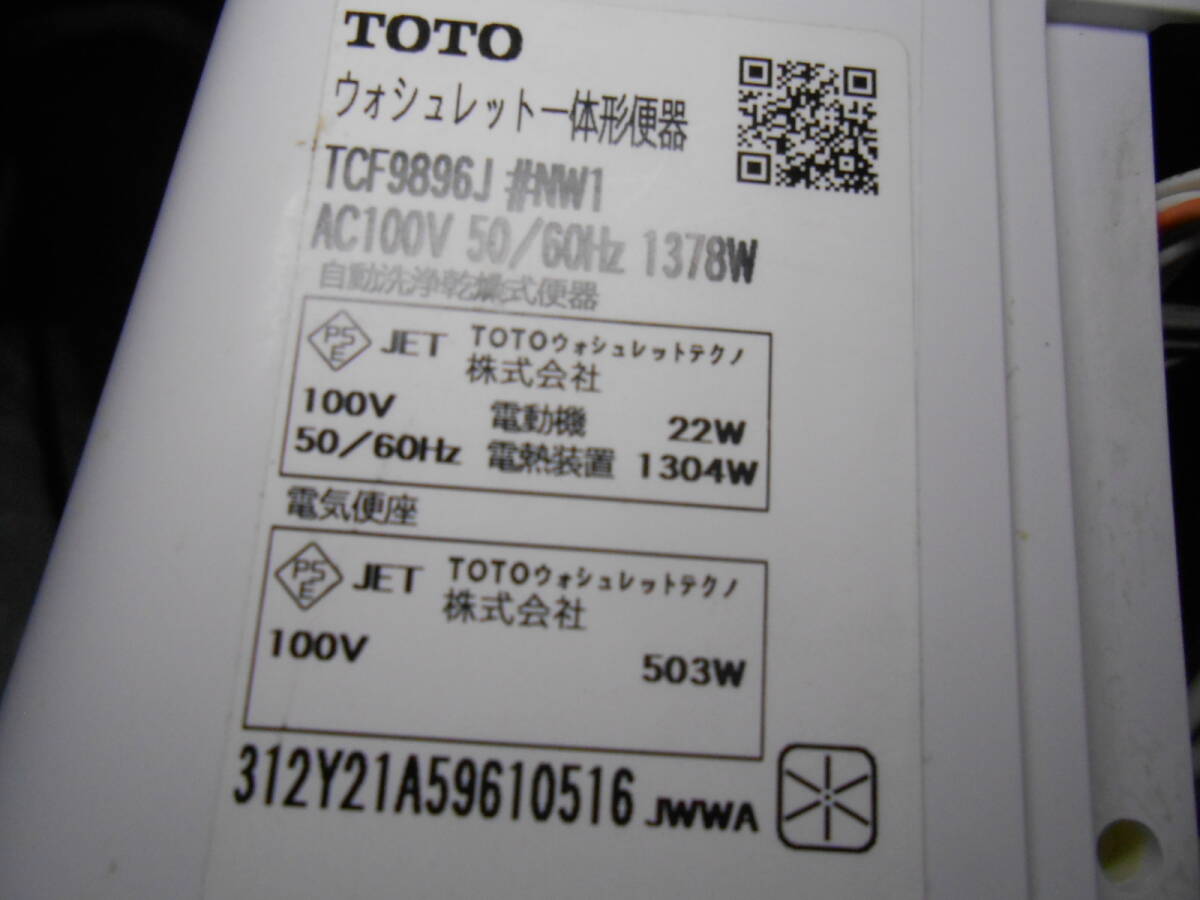 TOTO
ウォシュレット一体形便器
TCF9896J #NW1
AC100V 50/60Hz 1378W
自動洗浄乾燥式便器
PSE JET TOTOウォシュレットテクノ
株式会社
100V 電動機 22W
50/60Hz 電熱装置 1304W
電気便座
PSE JET TOTOウォシュレットテクノ
株式会社
100V 503W
312Y21A59610516 JWWA